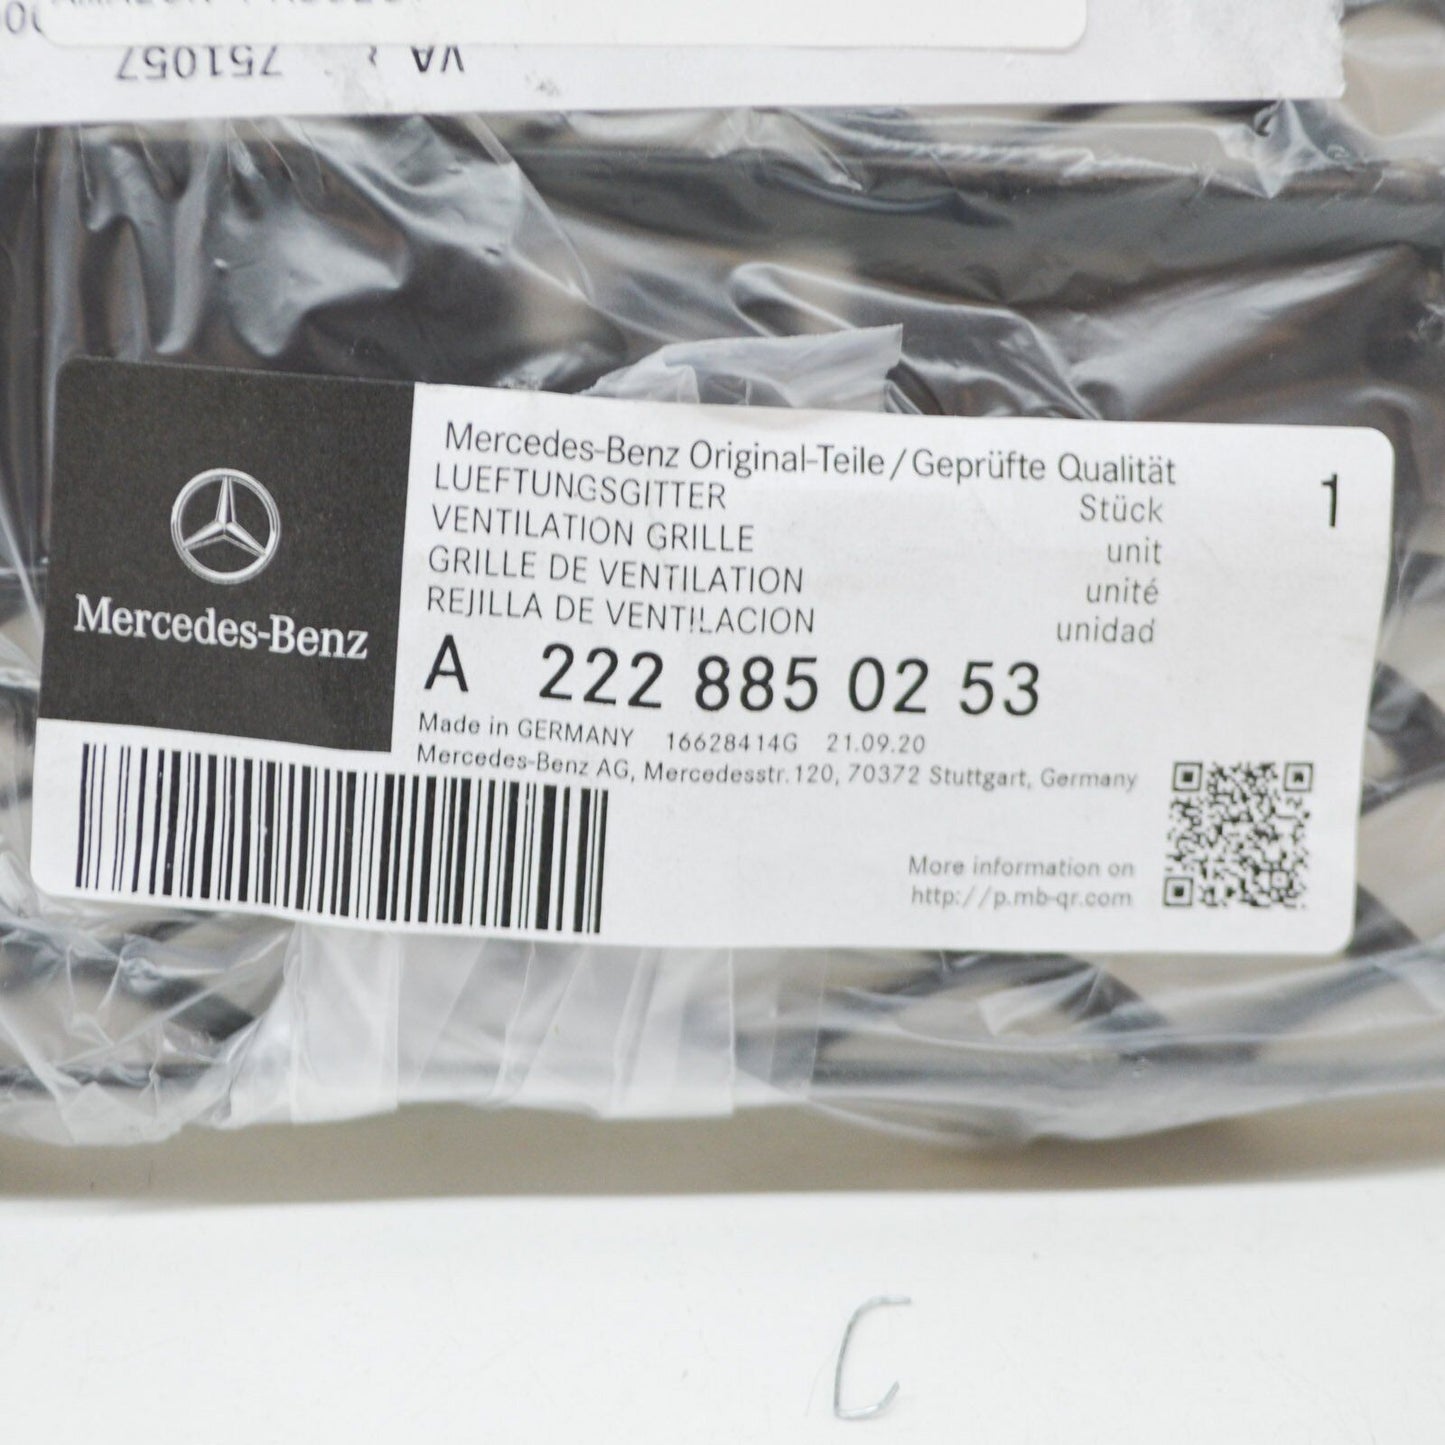 751057
VA
Mercedes-Benz
Mercedes-Benz Original-Teile/Geprüfte Qualität
LUEFTUNGSGITTER Stück 1
VENTILATION GRILLE unit
GRILLE DE VENTILATION unité
REJILLA DE VENTILACION unidad
A 222 885 02 53
Made in GERMANY 16628414G 21.09.20
Mercedes-Benz AG, Mercedesstr.120, 70372 Stuttgart, Germany
More information on
http://p.mb-qr.com